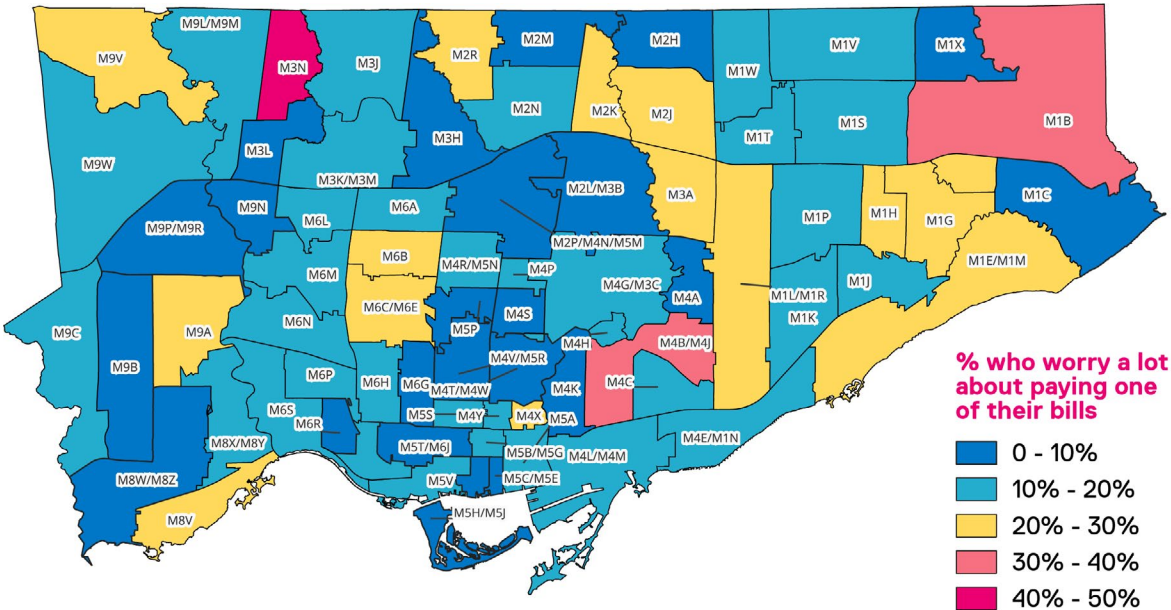 M9L/M9M
M9V
M3N
M3J
M2R
M2M
M2H
M1W
M1V
M1X
M2N
M2K
M2J
M1T
M1S
M1B
M9W
M3L
M3H
M3K/M3M
M2L/M3B
M3A
M1C
M9P/M9R
M9N
M6L
M6A
M1P
M1H
M1G
M2P/M4N/M5M
M6M
M6B
M4R/M5N
M4P
M4G/M3C
M4A
M1L/M1R
M1J
M1E/M1M
M9C
M9A
M6N
M6C/M6E
M5P
M4S
M1K
M9B
M4H
M4B/M4J
M6P
M6H
M6G
M4V/M5R
M4T/M4W
M4K
M4C
M6S
M6R
M5S
M4Y
M4X
M5A
M8X/M8Y
M5T/M6J
M5B/M5G
M4L/M4M
M4E/M1N
M8W/M8Z
M5V
M5C/M5E
M8V
M5H/M5J
% who worry a lot
about paying one
of their bills
0 - 10%
10% - 20%
20% - 30%
30% - 40%
40% - 50%